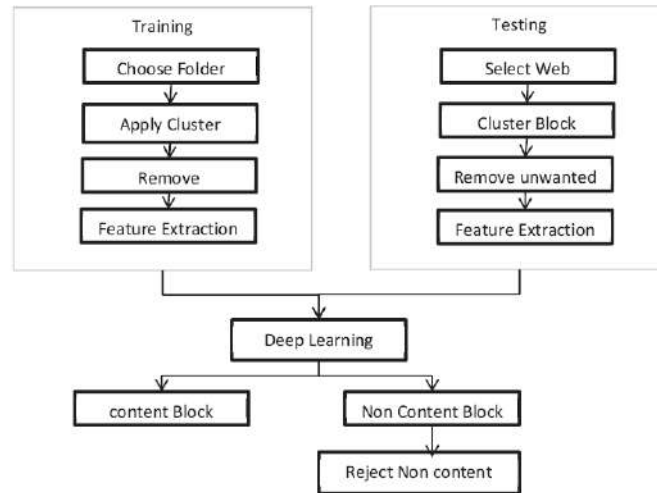 Training
Choose Folder
Apply Cluster
Remove
Feature Extraction
Testing
Select Web
Cluster Block
Remove unwanted
Feature Extraction
Deep Learning
content Block
Non Content Block
Reject Non content